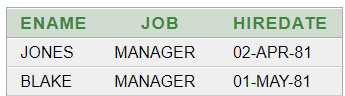 ENAME JOB HIREDATE
JONES MANAGER 02-APR-81
BLAKE MANAGER 01-MAY-81